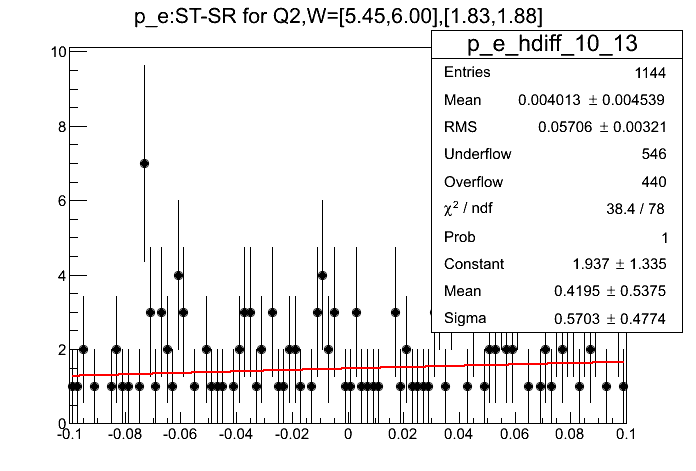 p_e:ST-SR for Q2,W=[5.45,6.00],[1.83,1.88]
p_e_hdiff_10_13
Entries 1144
Mean 0.004013 ± 0.004539
RMS 0.05706 ± 0.00321
Underflow 546
Overflow 440
χ² / ndf 38.4 / 78
Prob 1
Constant 1.937 ± 1.335
Mean 0.4195 ± 0.5375
Sigma 0.5703 ± 0.4774
10
8
6
4
2
0
-0.1 -0.08 -0.06 -0.04 -0.02 0 0.02 0.04 0.06 0.08 0.1